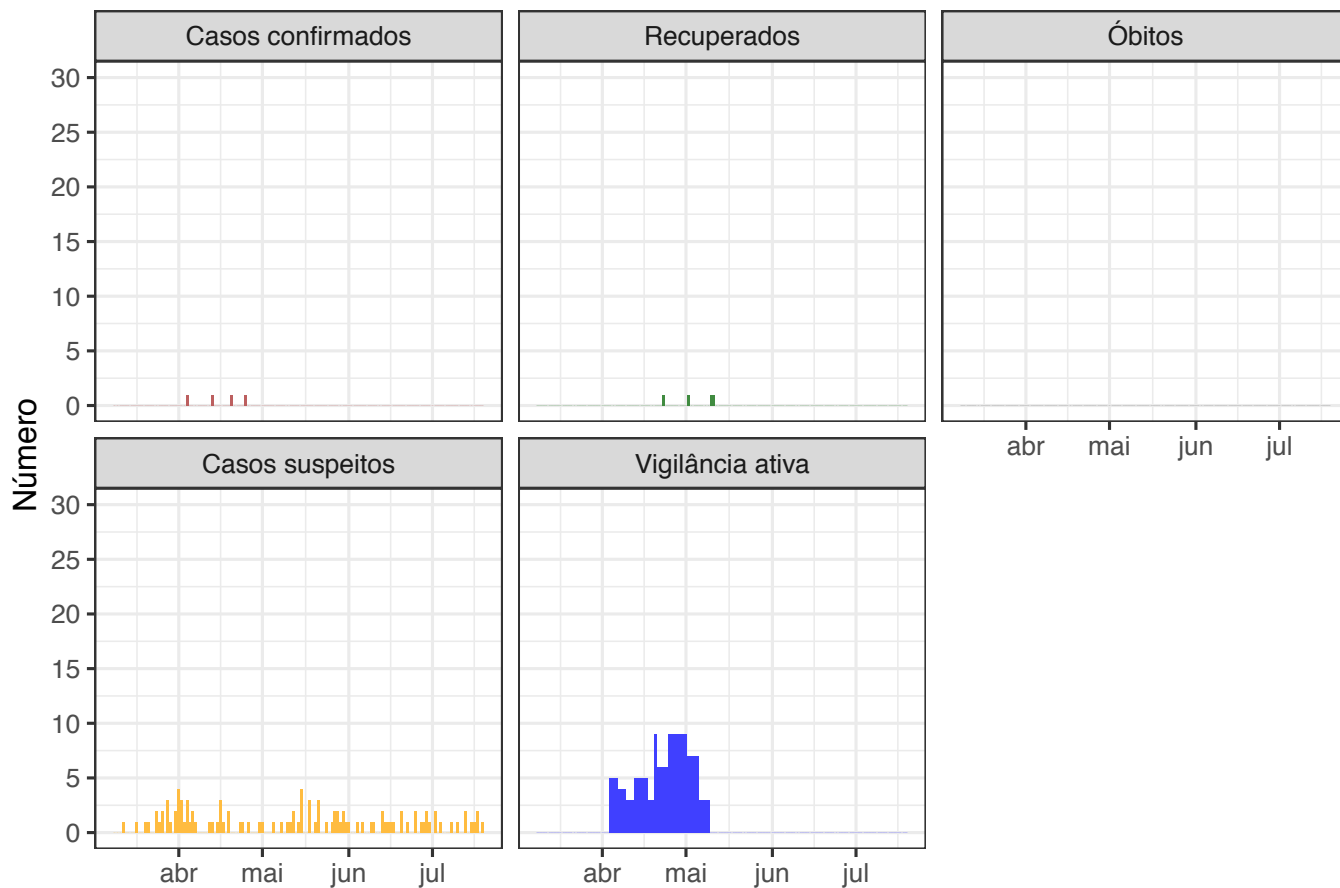 Casos confirmados
Recuperados
Óbitos
30
25
20
15
10
5
0
abr mai jun jul
Número
Casos suspeitos
Vigilância ativa
30
25
20
15
10
5
0
abr mai jun jul
abr mai jun jul